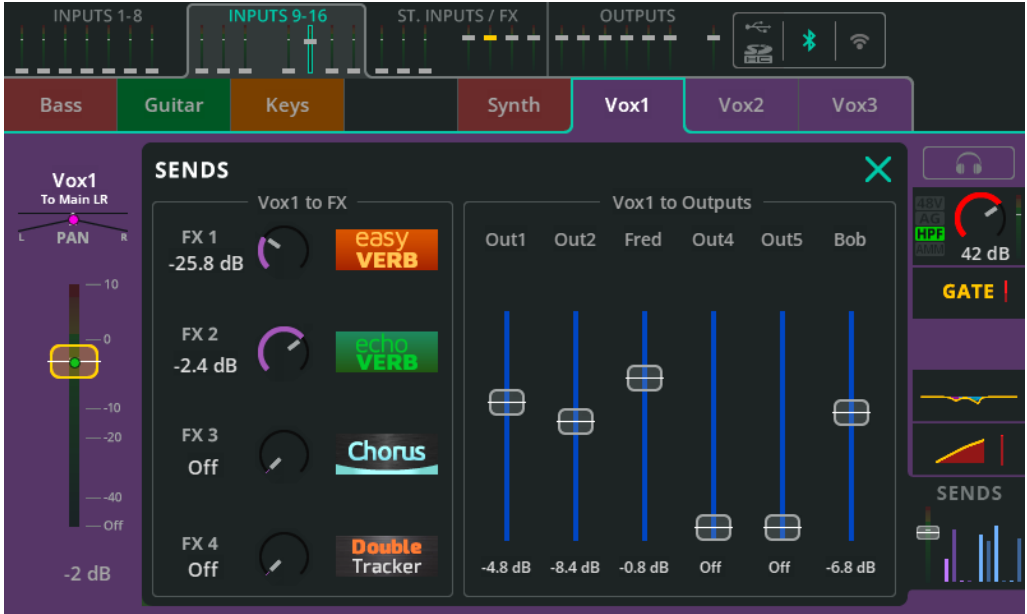 INPUTS 1-8
INPUTS 9-16
ST. INPUTS / FX
OUTPUTS
Bass
Guitar
Keys
Synth
Vox1
Vox2
Vox3
Vox1
To Main LR
L
PAN
R
10
0
-10
-20
-40
Off
-2 dB
SENDS
Vox1 to FX
FX 1
-25.8 dB
easy
VERB
FX 2
-2.4 dB
echo
VERB
FX 3
Off
Chorus
FX 4
Off
Double
Tracker
Vox1 to Outputs
Out1 Out2 Fred Out4 Out5 Bob
-4.8 dB -8.4 dB -0.8 dB Off Off -6.8 dB
48V
AG
HPF
AMM
42 dB
GATE
SENDS